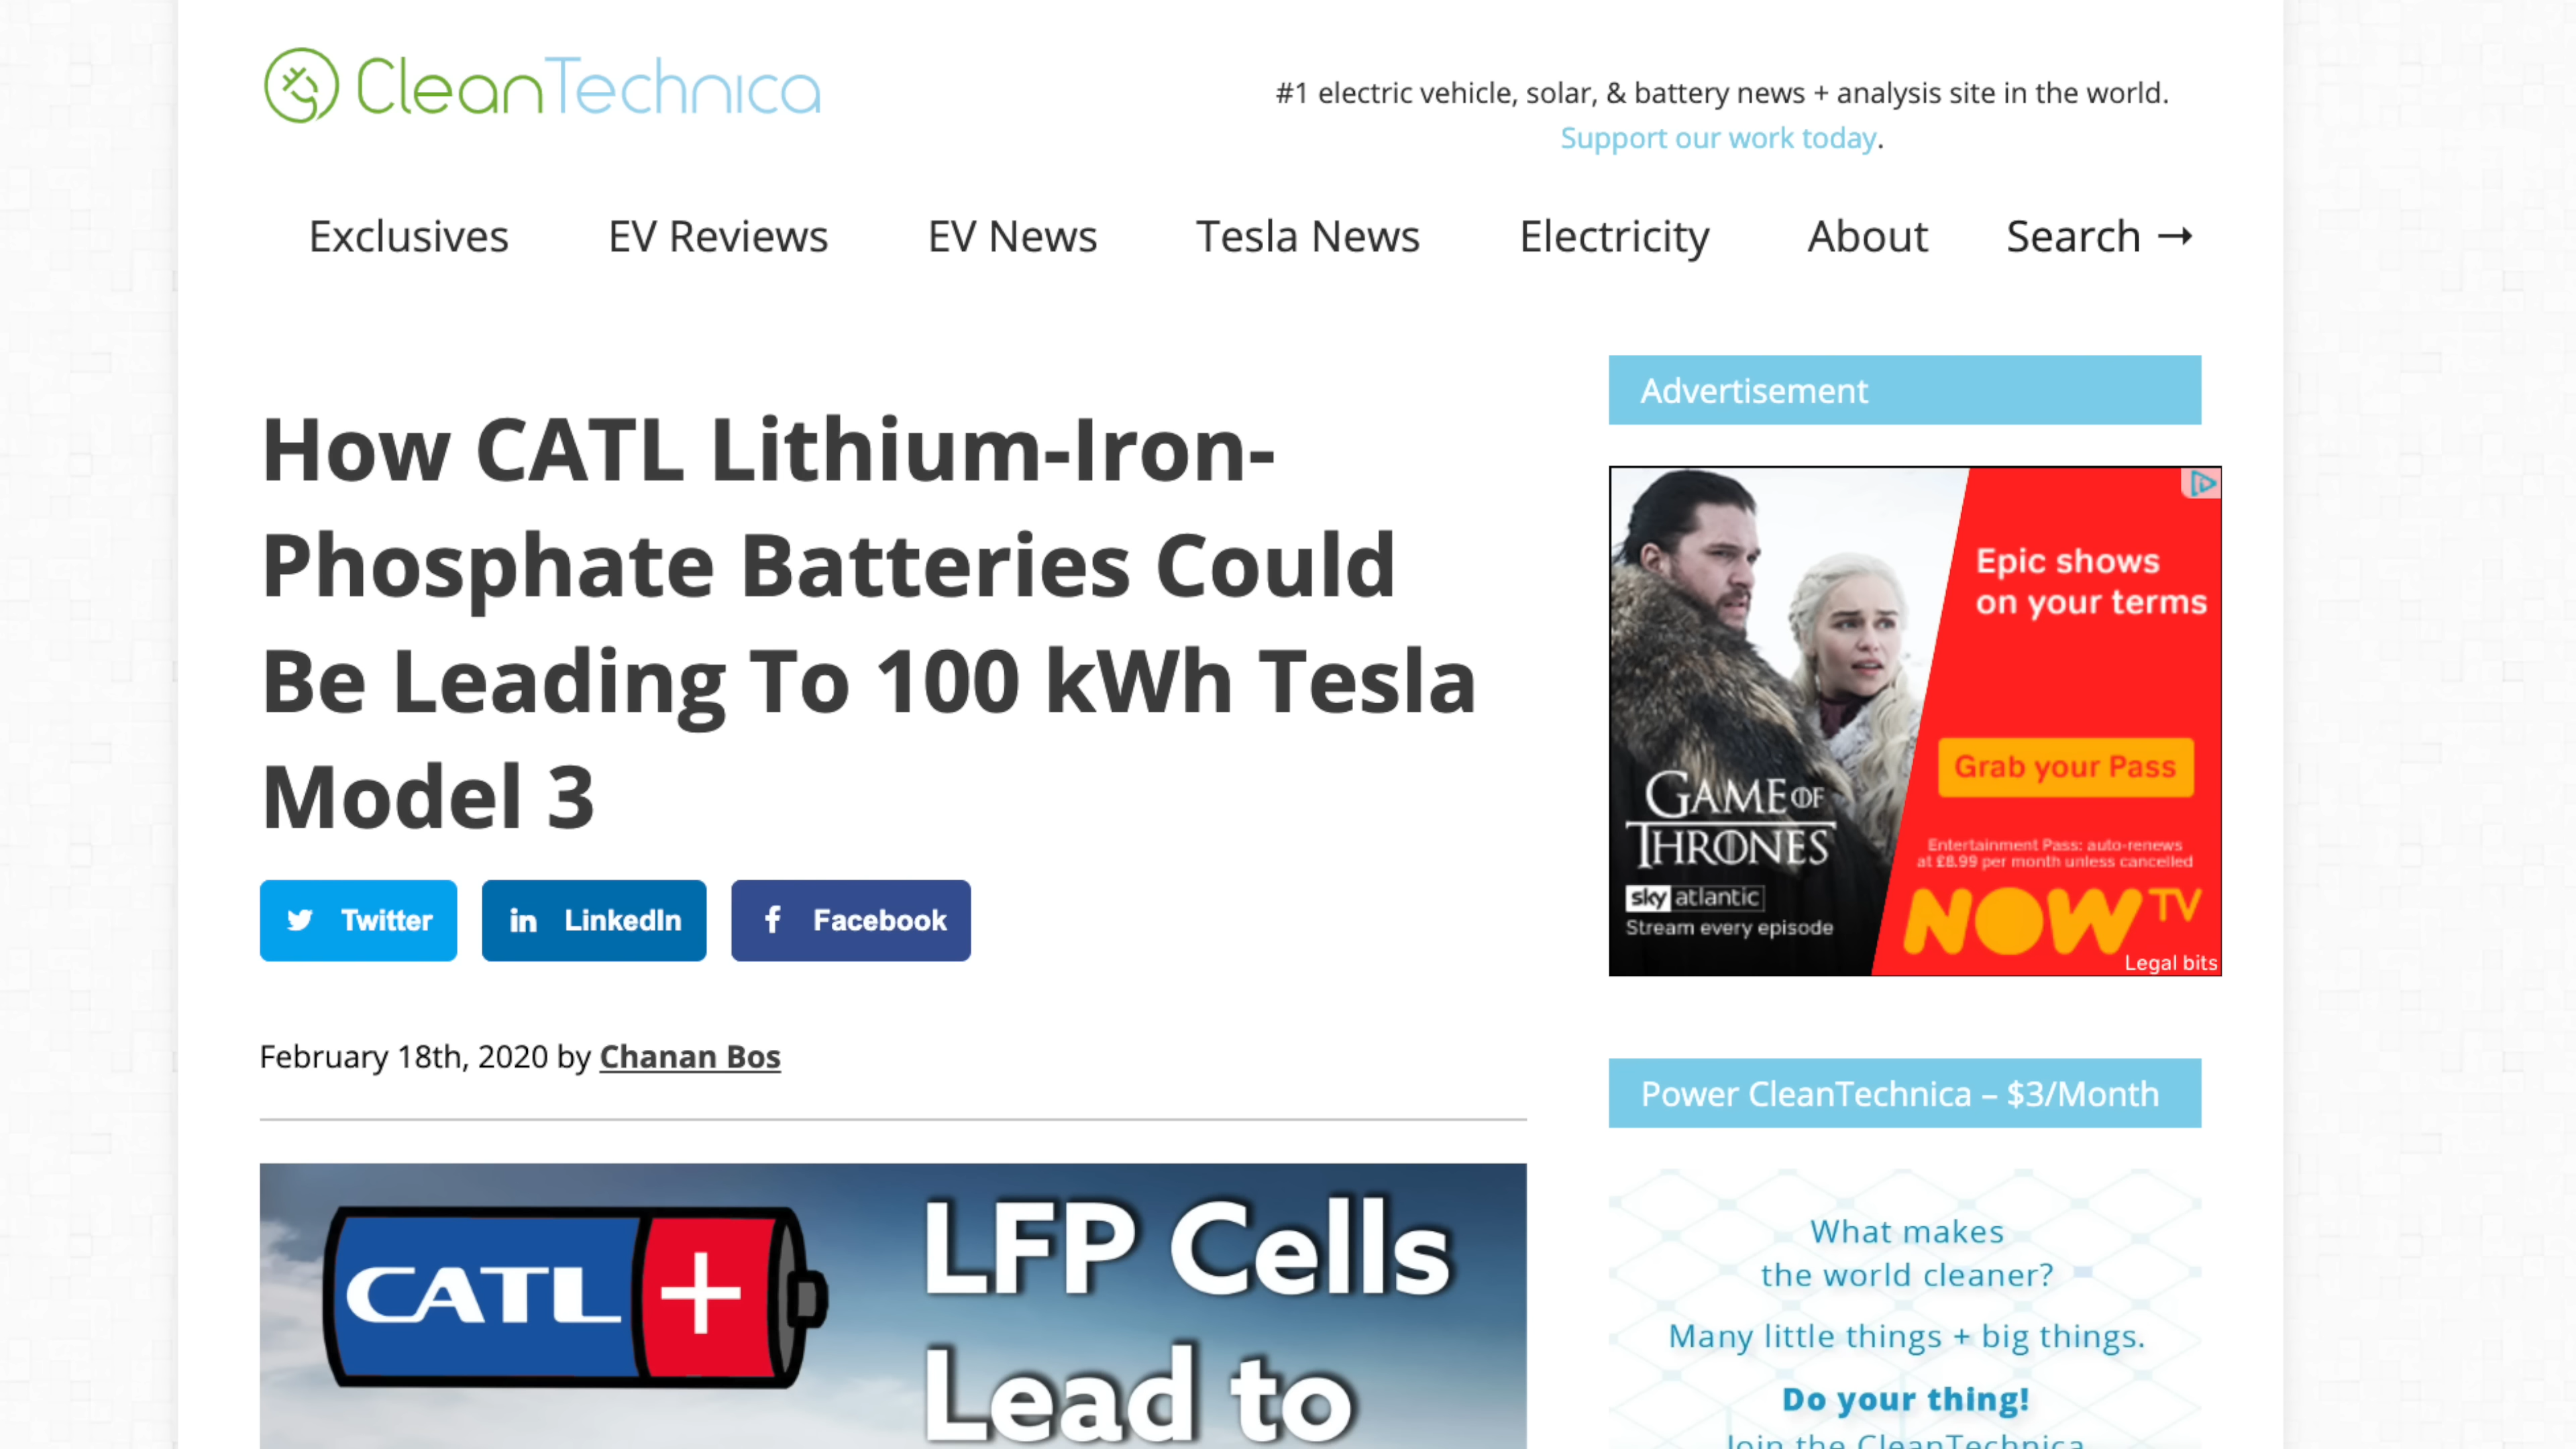 CleanTechnica
#1 electric vehicle, solar, & battery news + analysis site in the world.
Support our work today.
Exclusives
EV Reviews
EV News
Tesla News
Electricity
About
Search →
How CATL Lithium-Iron-
Phosphate Batteries Could
Be Leading To 100 kWh Tesla
Model 3
Twitter
LinkedIn
Facebook
February 18th, 2020 by Chanan Bos
CATL +
LFP Cells
Lead to
Advertisement
Epic shows
on your terms
Grab your Pass
GAME OF
THRONES
sky atlantic
Stream every episode
Entertainment Pass: auto-renews
at £8.99 per month unless cancelled
NOW TV
Legal bits
Power CleanTechnica – $3/Month
What makes
the world cleaner?
Many little things + big things.
Do your thing!
Join the CleanTechnica